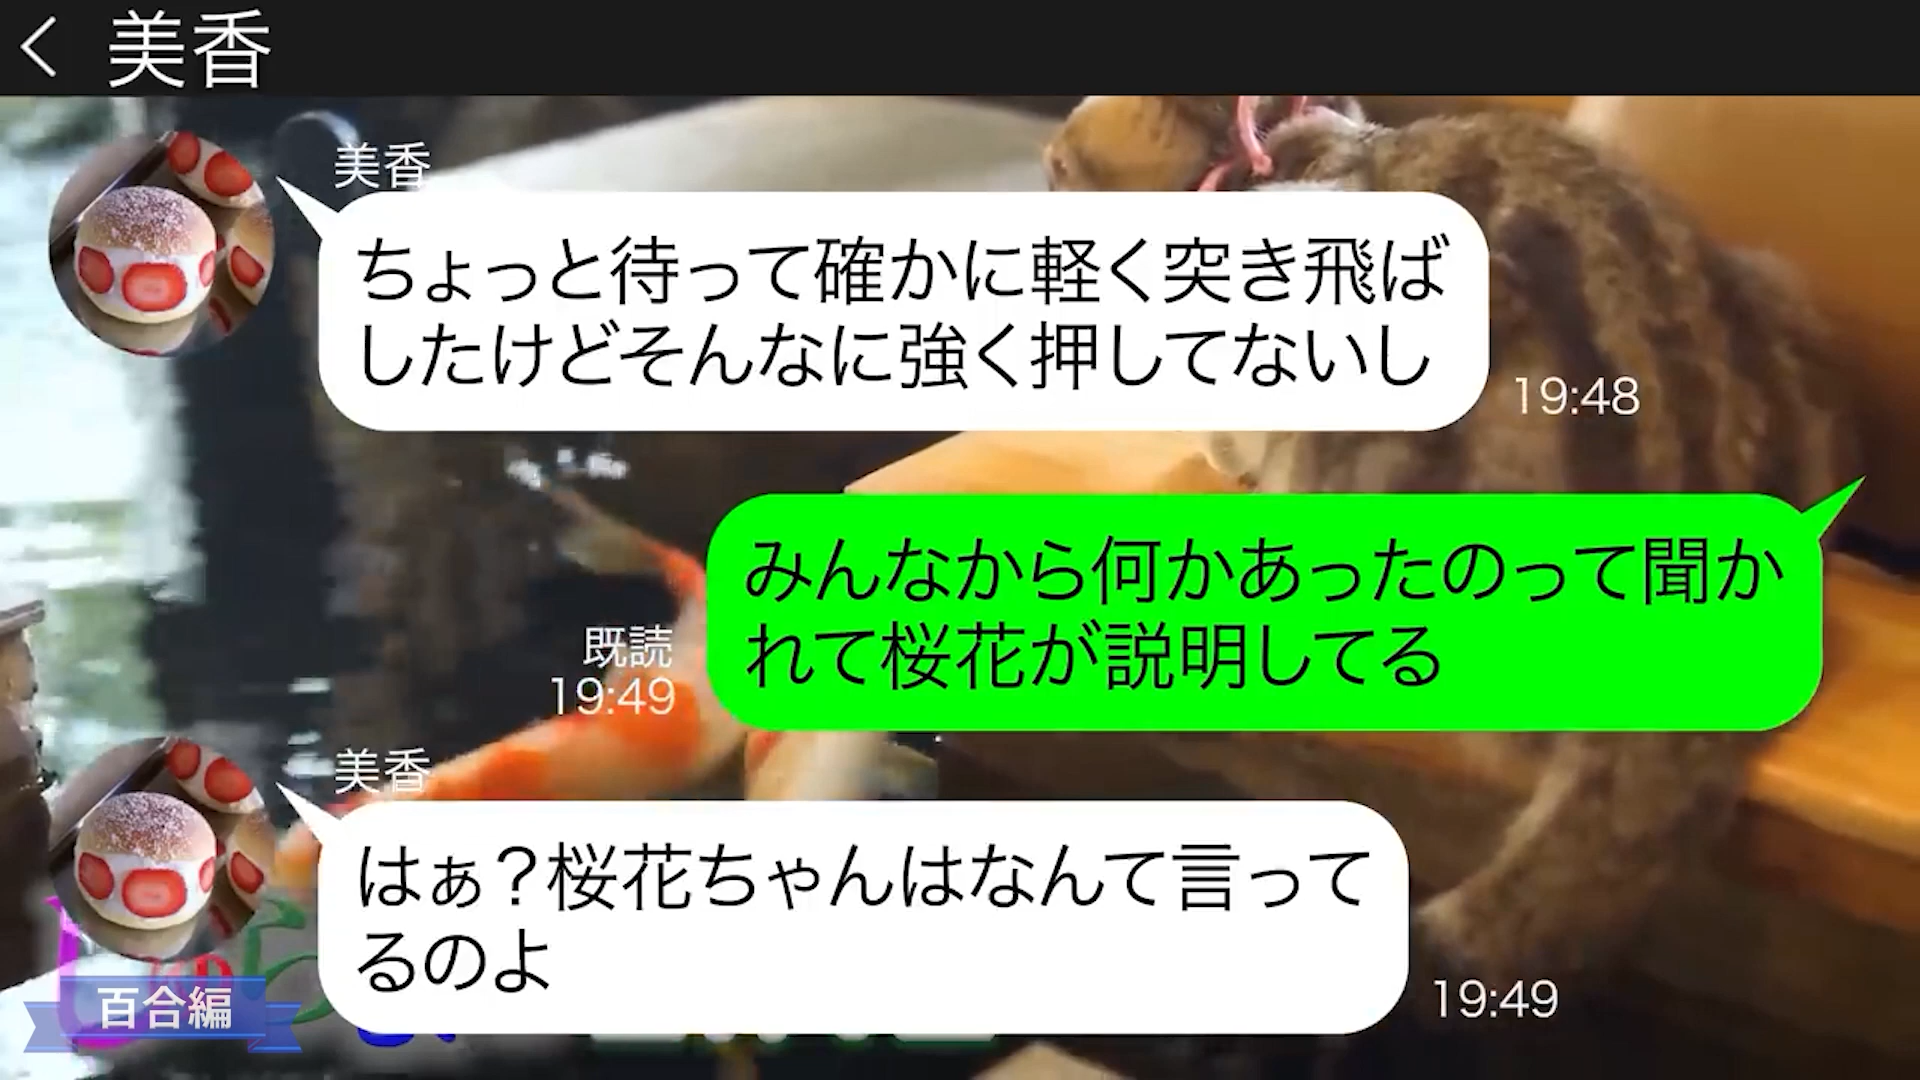 美香
美香
ちょっと待って確かに軽く突き飛ば
したけどそんなに強く押してないし
19:48
みんなから何かあったのって聞か
れて桜花が説明してる
既読
19:49
美香
はぁ？桜花ちゃんはなんて言って
るのよ
19:49
百合編